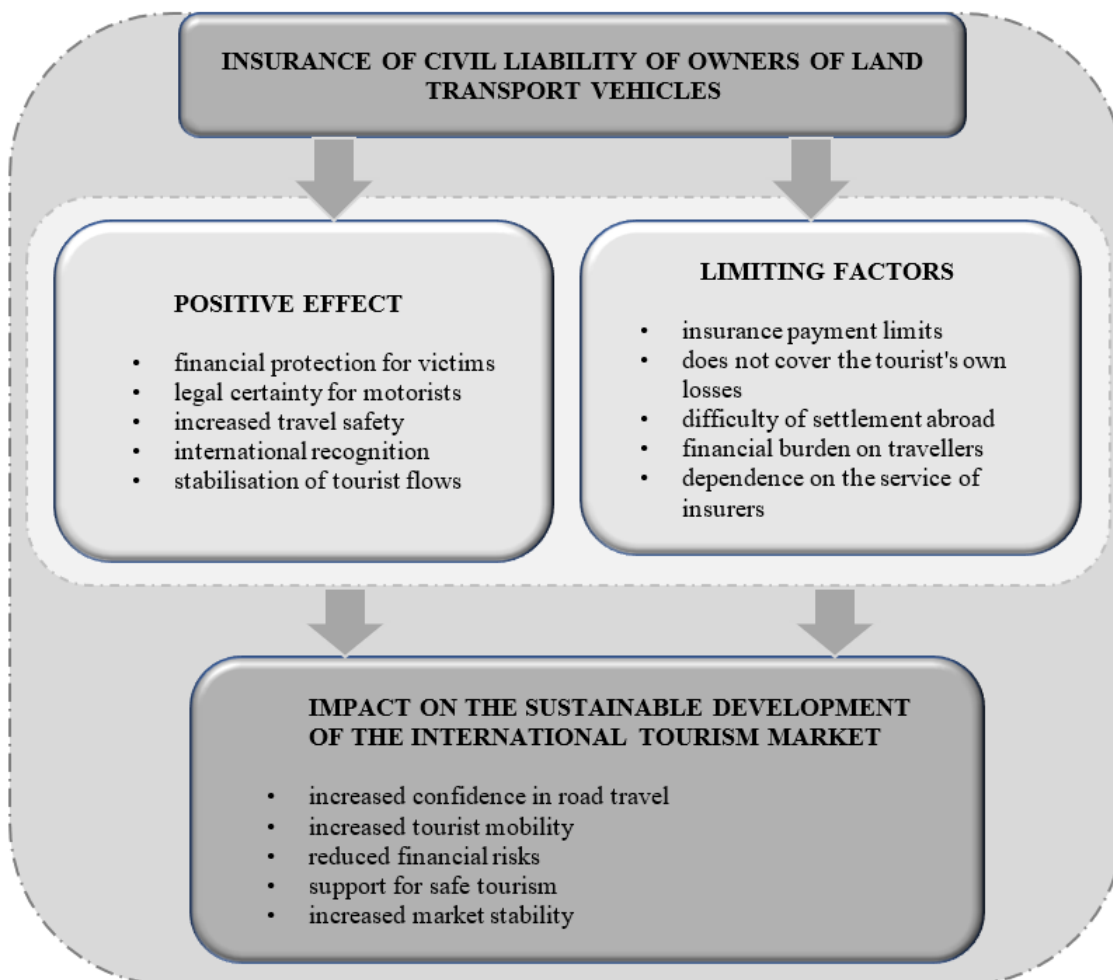 INSURANCE OF CIVIL LIABILITY OF OWNERS OF LAND
TRANSPORT VEHICLES
POSITIVE EFFECT
• financial protection for victims
• legal certainty for motorists
• increased travel safety
• international recognition
• stabilisation of tourist flows
LIMITING FACTORS
• insurance payment limits
• does not cover the tourist's own
losses
• difficulty of settlement abroad
• financial burden on travellers
• dependence on the service of
insurers
IMPACT ON THE SUSTAINABLE DEVELOPMENT
OF THE INTERNATIONAL TOURISM MARKET
• increased confidence in road travel
• increased tourist mobility
• reduced financial risks
• support for safe tourism
• increased market stability